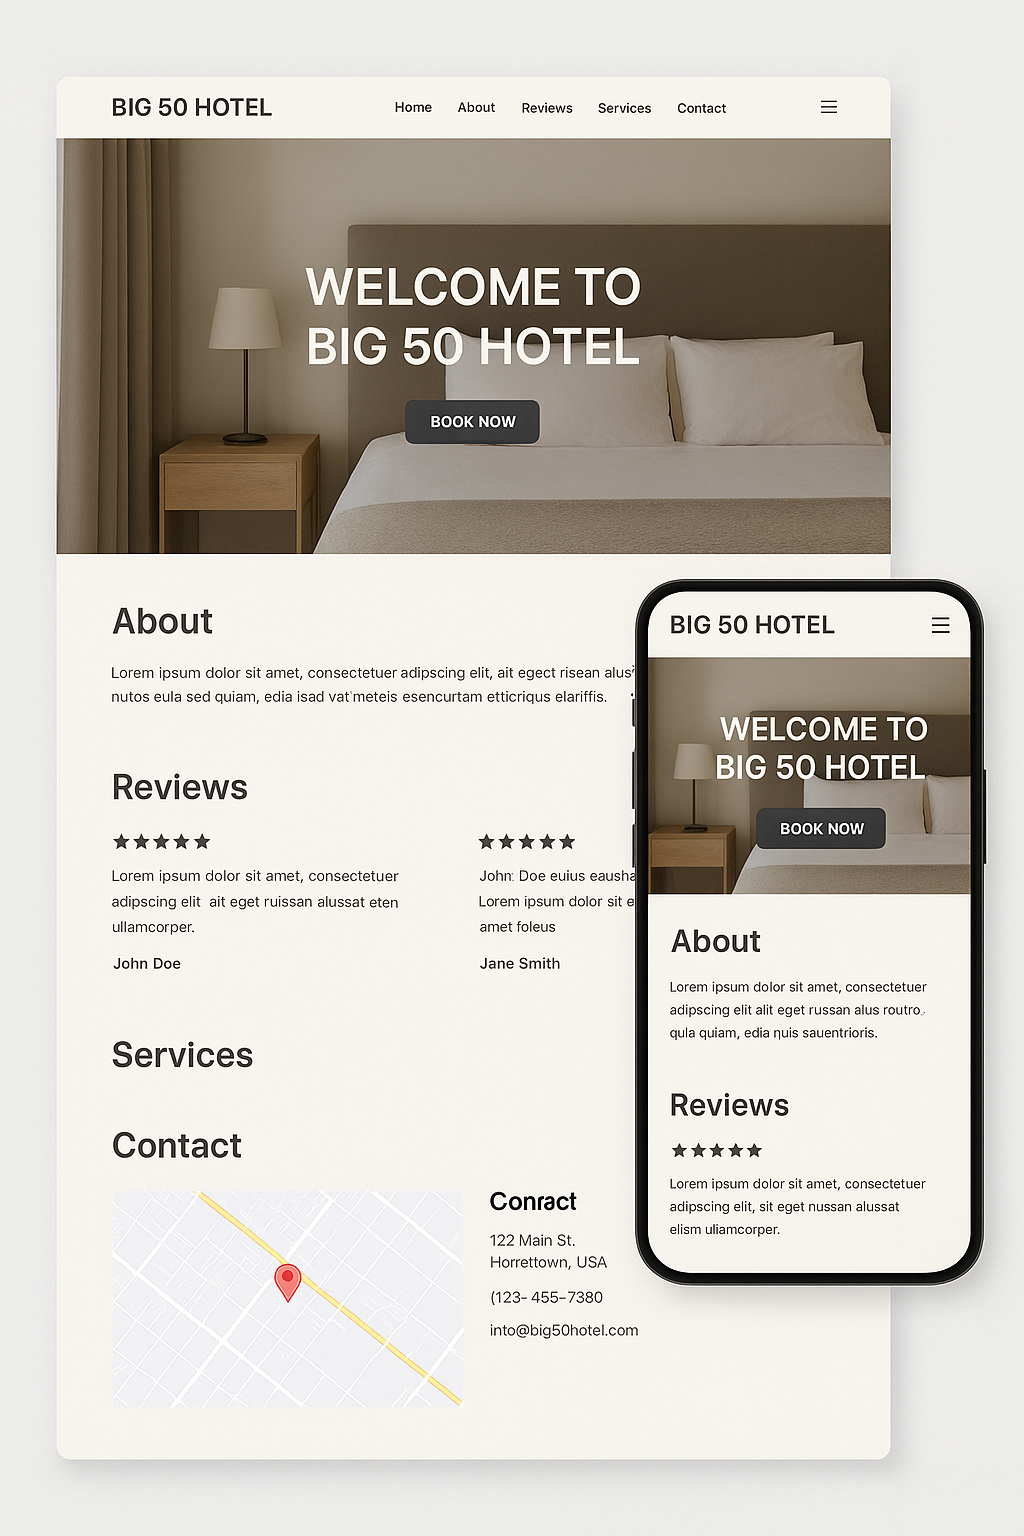 BIG 50 HOTEL
Home About Reviews Services Contact
WELCOME TO
BIG 50 HOTEL
BOOK NOW
About
Lorem ipsum dolor sit amet, consectetuer adipscing elit, ait egect risean alus
nutos eula sed quiam, edia isad vat'meteis esencurtam etticriqus elariffis.
Reviews
★★★★★
Lorem ipsum dolor sit amet, consectetuer
adipscing elit ait eget ruissan alussat eten
ullamcorper.
John Doe
★★★★★
John: Doe euius eausha
Lorem ipsum dolor sit e
amet foleus
Jane Smith
Services
Contact
Conract
122 Main St.
Horrettown, USA
(123- 455-7380
into@big50hotel.com
BIG 50 HOTEL
WELCOME TO
BIG 50 HOTEL
BOOK NOW
About
Lorem ipsum dolor sit amet, consectetuer
adipscing elit alit eget russan alus routro
qula quiam, edia quis sauentrioris.
Reviews
★★★★★
Lorem ipsum dolor sit amet, consectetuer
adipscing elit, sit eget nussan alussat
elism uliamcorper.